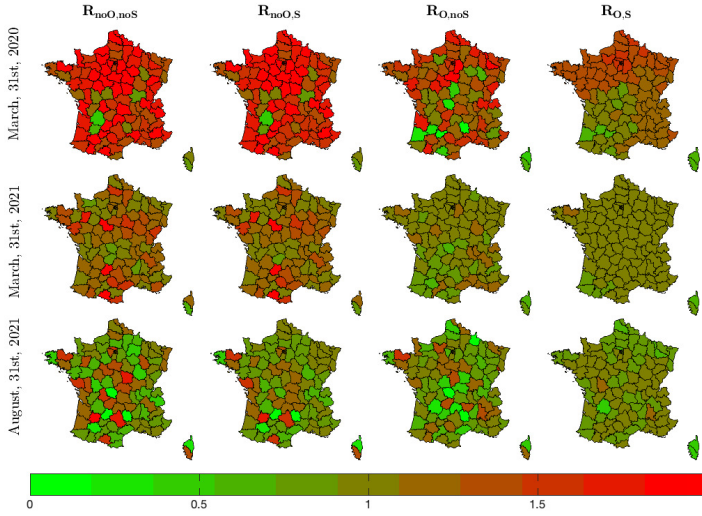 R_noO,noS R_noO,S R_O,noS R_O,S
March, 31st, 2020
March, 31st, 2021
August, 31st, 2021
0 0.5 1 1.5